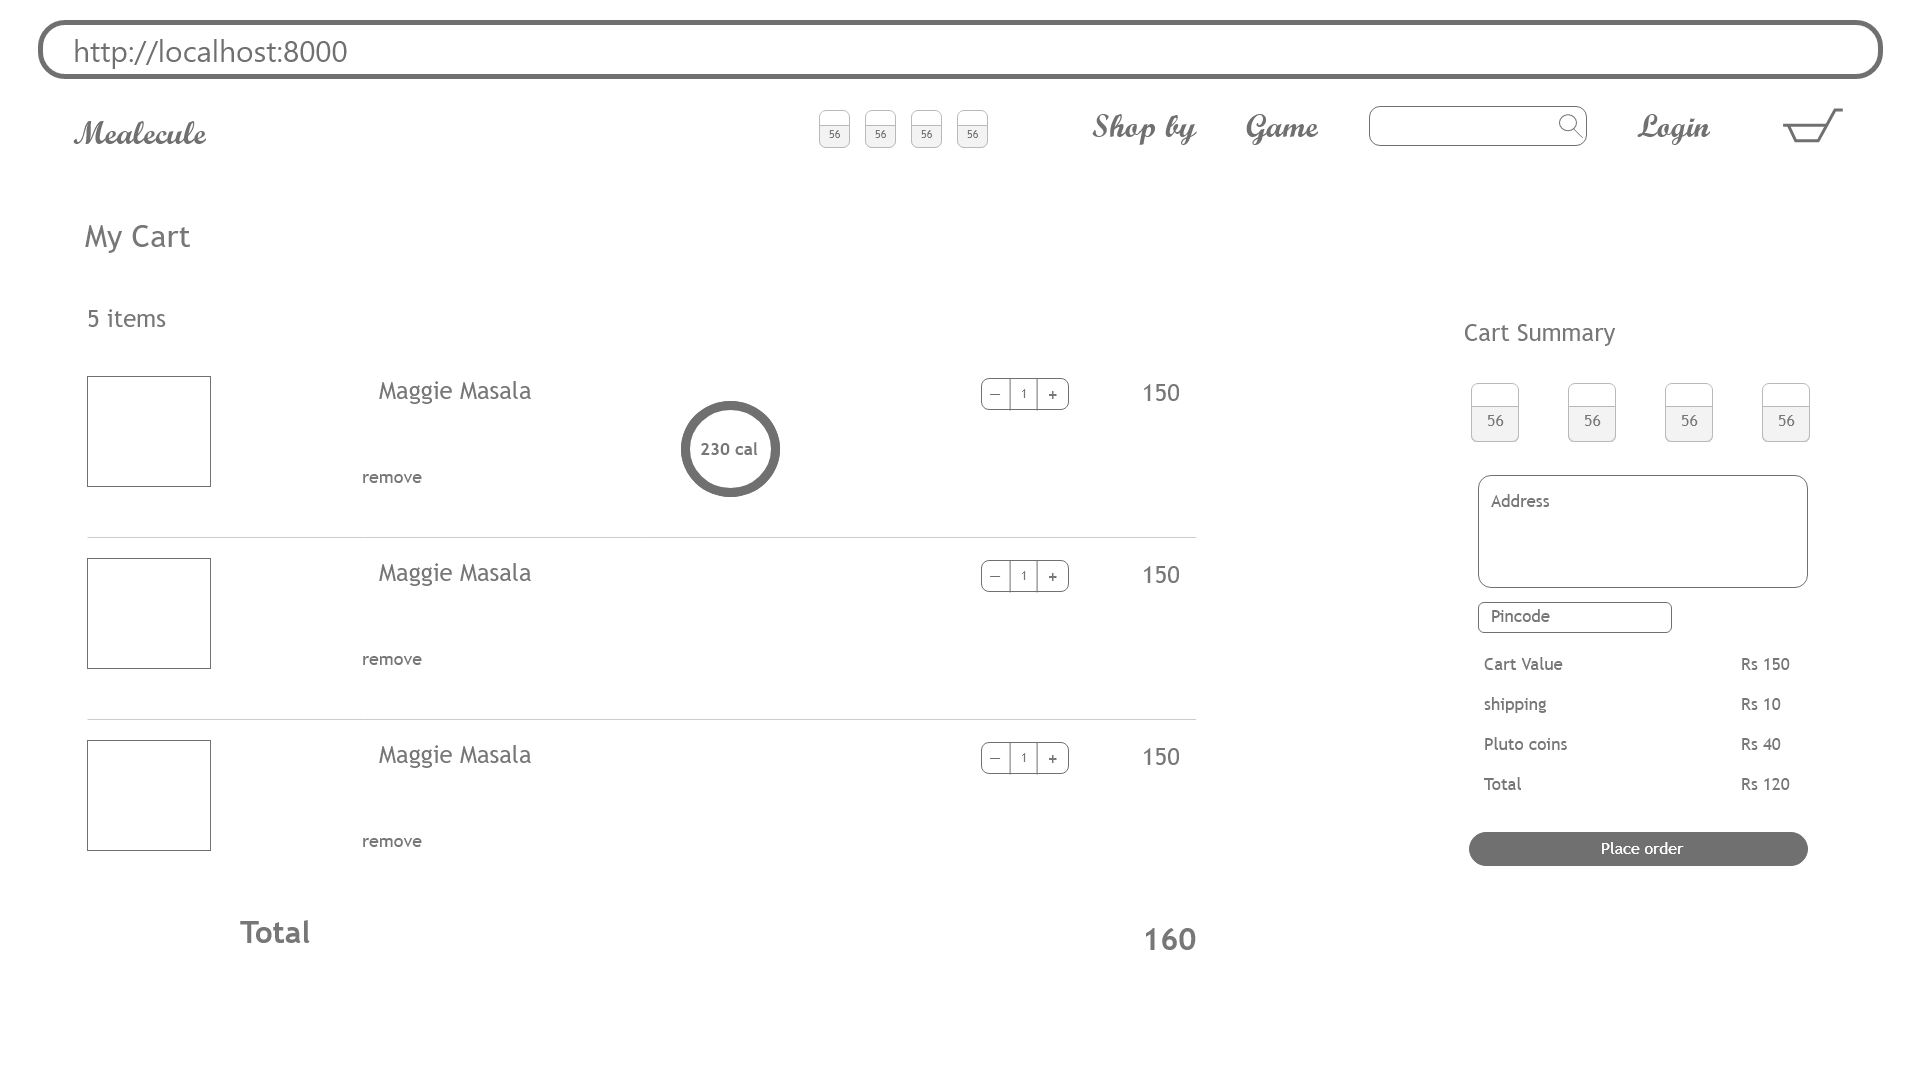 http://localhost:8000
Mealecule
56 56 56 56
Shop by
Game
Login
My Cart
5 items
Maggie Masala
– 1 +
150
230 cal
remove
Maggie Masala
– 1 +
150
remove
Maggie Masala
– 1 +
150
remove
Total
160
Cart Summary
56 56 56 56
Address
Pincode
Cart Value Rs 150
shipping Rs 10
Pluto coins Rs 40
Total Rs 120
Place order